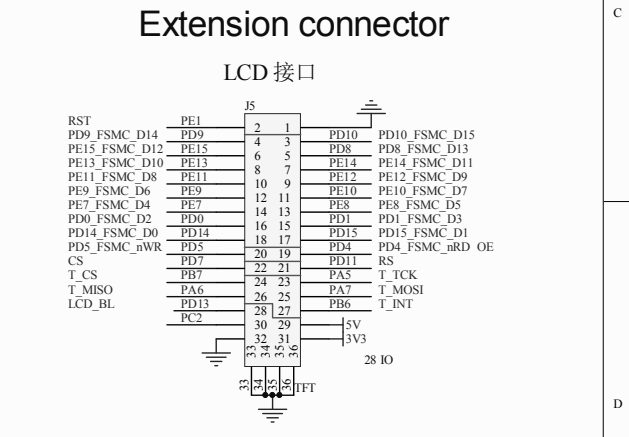 Extension connector
C
LCD 接口
J5
RST PE1 2 1
PD9_FSMC_D14 PD9 4 3 PD10 PD10_FSMC_D15
PE15_FSMC_D12 PE15 6 5 PD8 PD8_FSMC_D13
PE13_FSMC_D10 PE13 8 7 PE14 PE14_FSMC_D11
PE11_FSMC_D8 PE11 10 9 PE12 PE12_FSMC_D9
PE9_FSMC_D6 PE9 12 11 PE10 PE10_FSMC_D7
PE7_FSMC_D4 PE7 14 13 PE8 PE8_FSMC_D5
PD0_FSMC_D2 PD0 16 15 PD1 PD1_FSMC_D3
PD14_FSMC_D0 PD14 18 17 PD15 PD15_FSMC_D1
PD5_FSMC_nWR PD5 20 19 PD4 PD4_FSMC_nRD OE
CS PD7 22 21 PD11 RS
T_CS PB7 24 23 PA5 T_TCK
T_MISO PA6 26 25 PA7 T_MOSI
LCD_BL PD13 28 27 PB6 T_INT
PC2 30 29 5V
32 31 3V3
33 34 35 36
28 IO
33 34 35 36 TFT
D